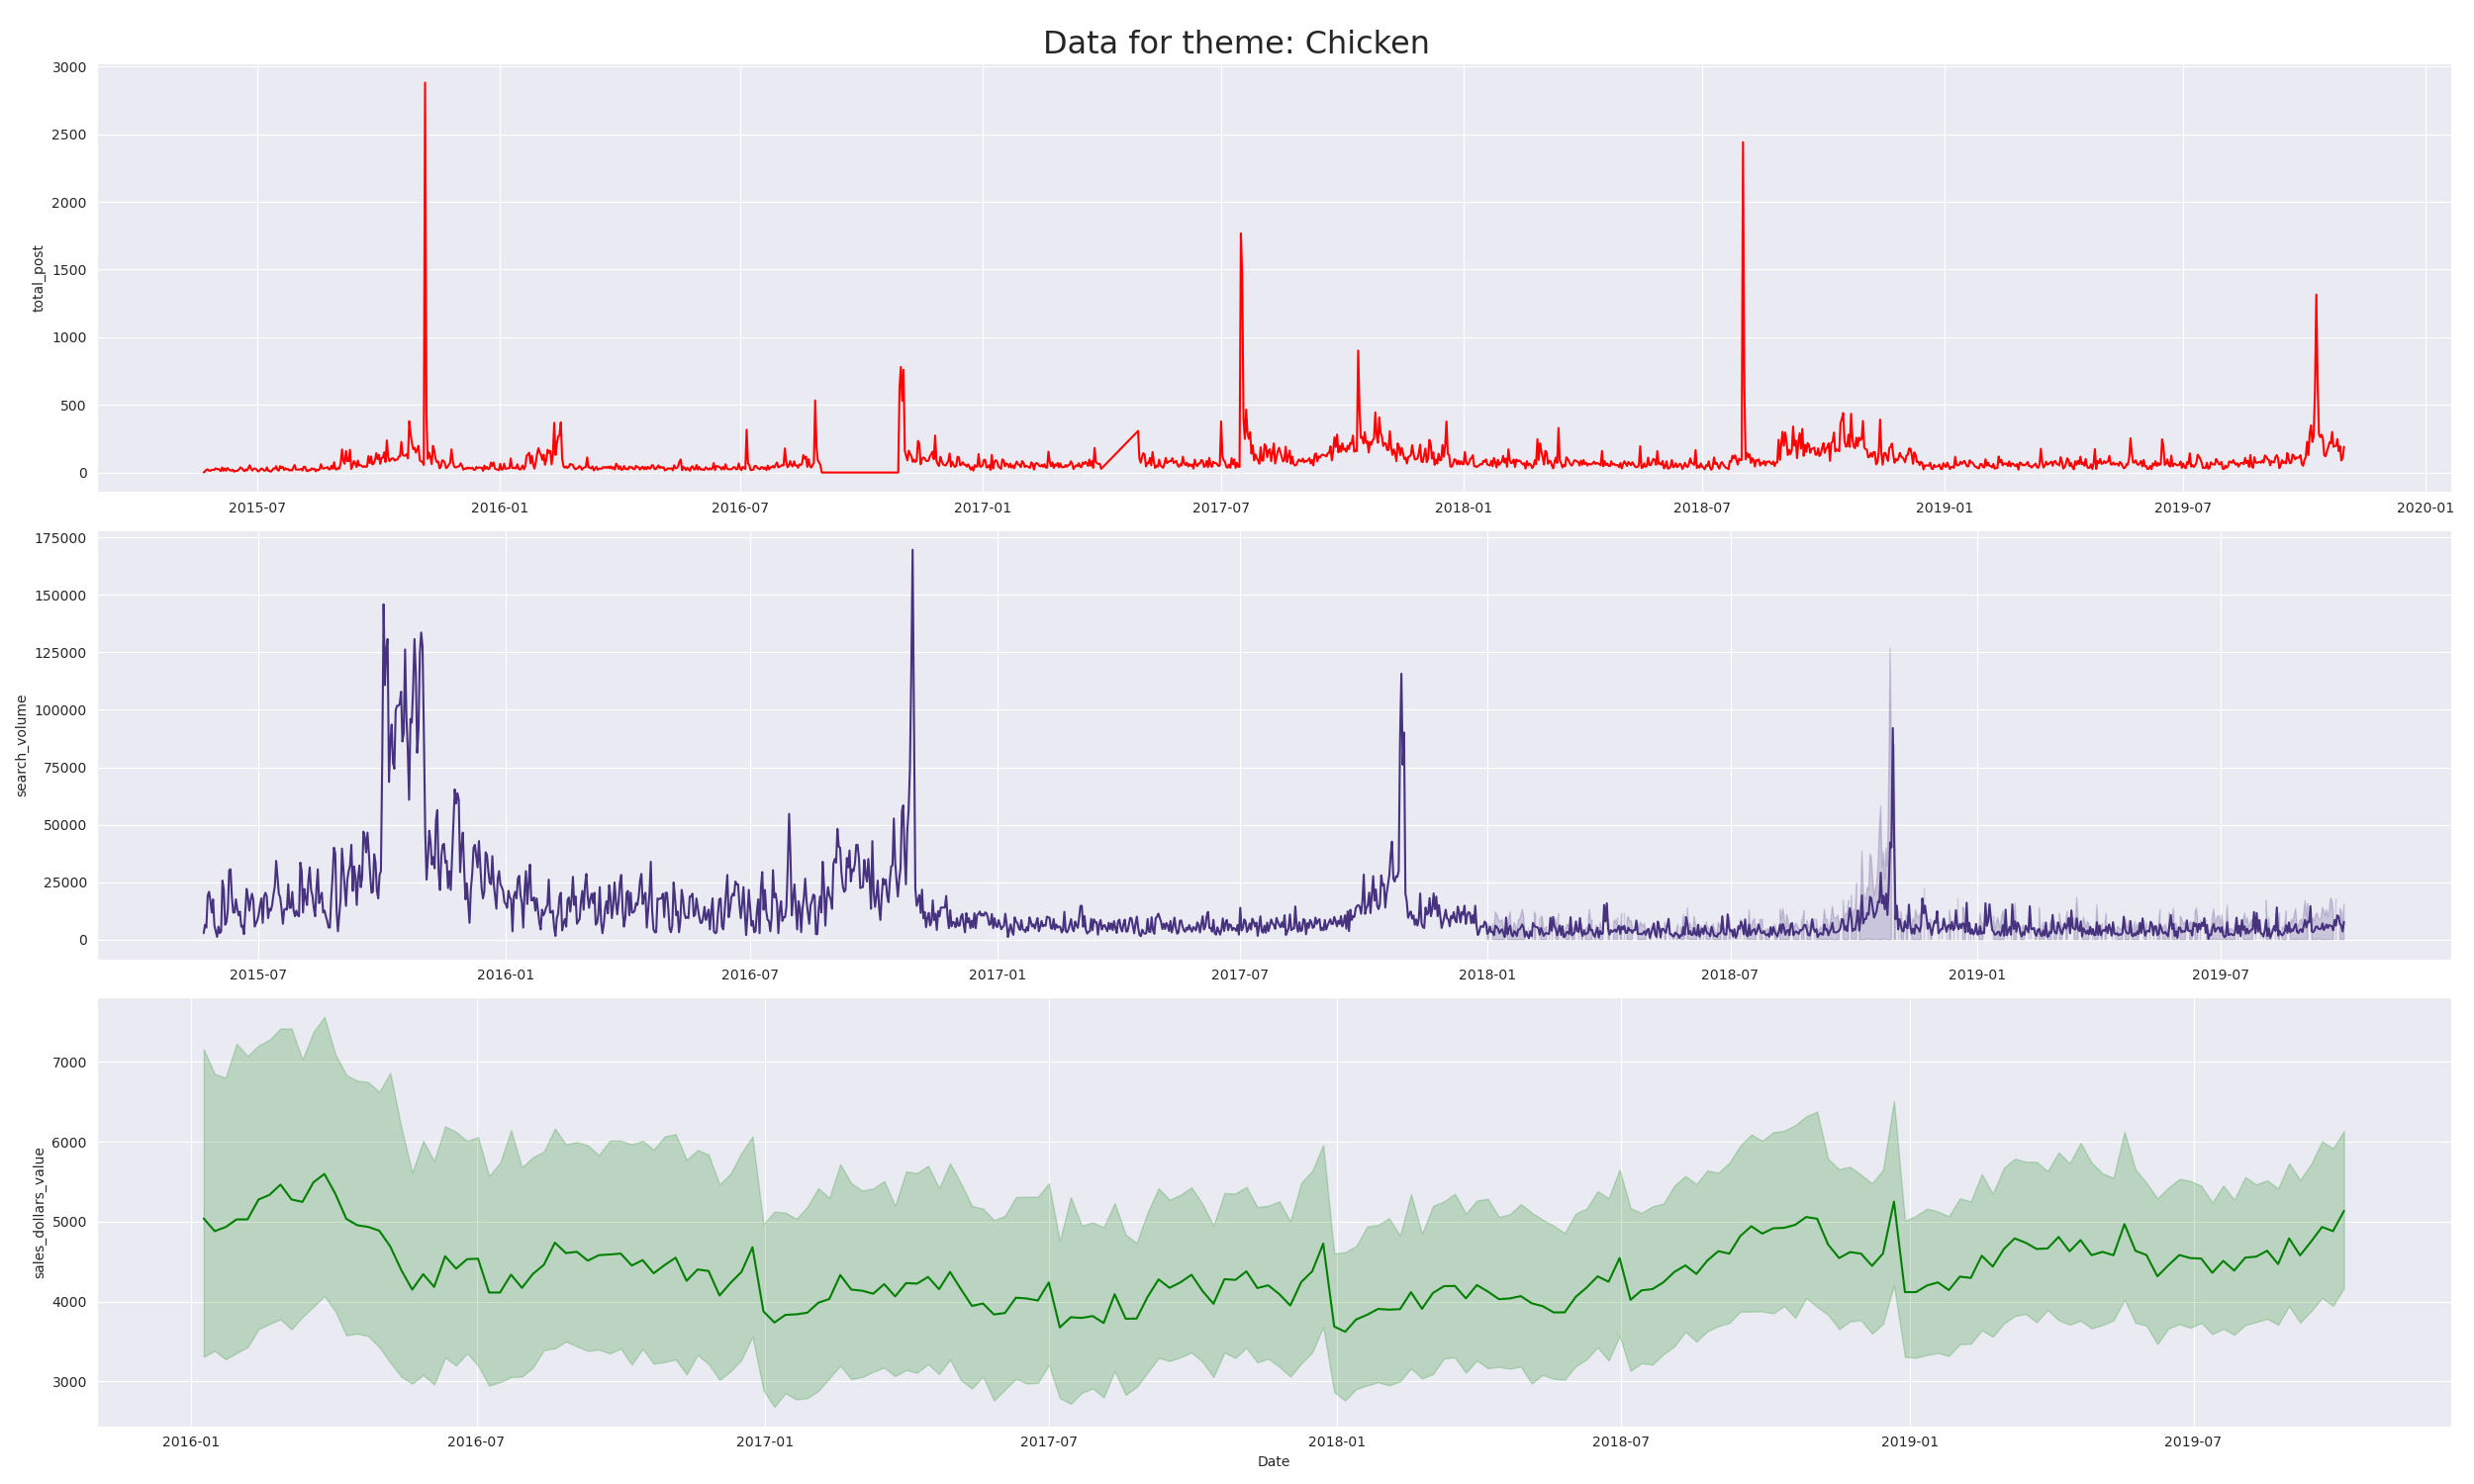 Data for theme: Chicken
3000
2500
2000
1500
1000
500
0
total_post
2015-07 2016-01 2016-07 2017-01 2017-07 2018-01 2018-07 2019-01 2019-07 2020-01
175000
150000
125000
100000
75000
50000
25000
0
search_volume
2015-07 2016-01 2016-07 2017-01 2017-07 2018-01 2018-07 2019-01 2019-07
7000
6000
5000
4000
3000
sales_dollars_value
2016-01 2016-07 2017-01 2017-07 2018-01 2018-07 2019-01 2019-07
Date